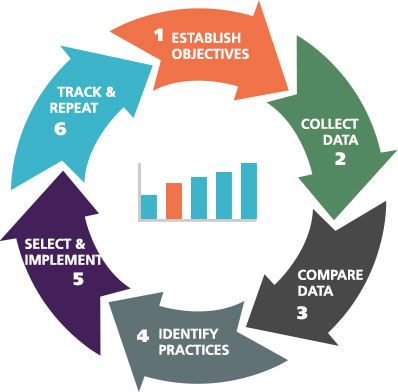 1 ESTABLISH
OBJECTIVES
COLLECT
DATA
2
COMPARE
DATA
3
4 IDENTIFY
PRACTICES
SELECT &
IMPLEMENT
5
TRACK &
REPEAT
6